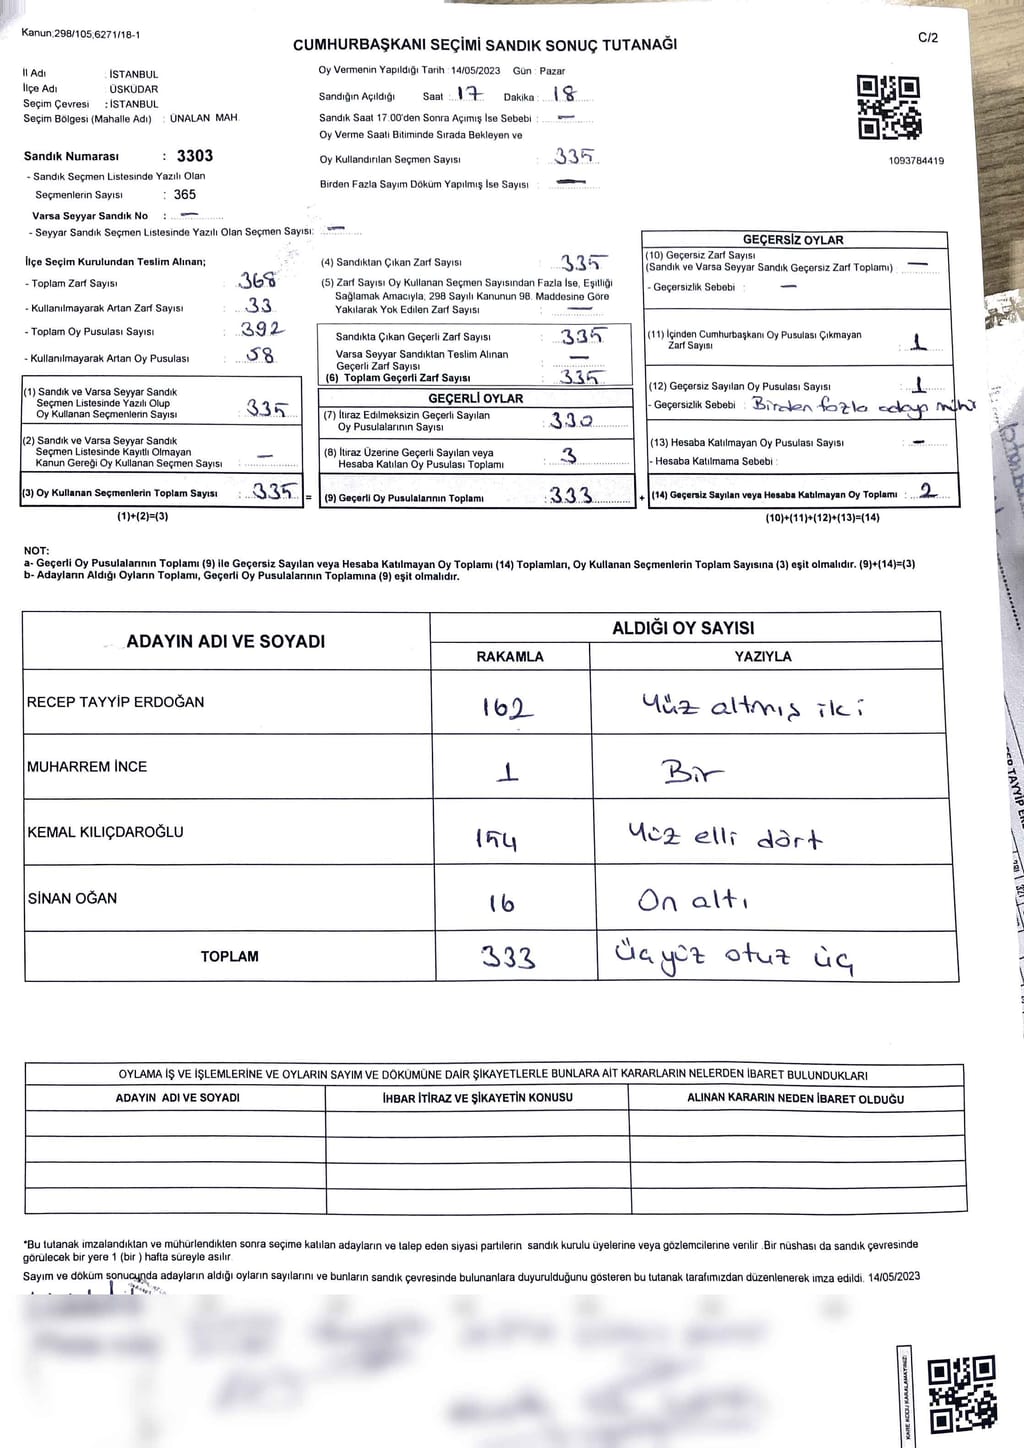 Kanun;298/105,6271/18-1
C/2
CUMHURBAŞKANI SEÇİMİ SANDIK SONUÇ TUTANAĞI
İl Adı : İSTANBUL
İlçe Adı ÜSKÜDAR
Seçim Çevresi : İSTANBUL
Seçim Bölgesi (Mahalle Adı) : ÜNALAN MAH.
Sandık Numarası : 3303
- Sandık Seçmen Listesinde Yazılı Olan
Seçmenlerin Sayısı : 365
Varsa Seyyar Sandık No : —
- Seyyar Sandık Seçmen Listesinde Yazılı Olan Seçmen Sayısı: —
Oy Vermenin Yapıldığı Tarih :14/05/2023 Gün : Pazar
Sandığın Açıldığı Saat : 17 Dakika : 18
Sandık Saat 17:00'den Sonra Açımış İse Sebebi : —
Oy Verme Saati Bitiminde Sırada Bekleyen ve
Oy Kullandırılan Seçmen Sayısı : 335
Birden Fazla Sayım Döküm Yapılmış İse Sayısı : —
1093784419
İlçe Seçim Kurulundan Teslim Alınan;
- Toplam Zarf Sayısı : 368
- Kullanılmayarak Artan Zarf Sayısı : 33
- Toplam Oy Pusulası Sayısı : 392
- Kullanılmayarak Artan Oy Pusulası : 58
(1) Sandık ve Varsa Seyyar Sandık
Seçmen Listesinde Yazılı Olup
Oy Kullanan Seçmenlerin Sayısı : 335
(2) Sandık ve Varsa Seyyar Sandık
Seçmen Listesinde Kayıtlı Olmayan
Kanun Gereği Oy Kullanan Seçmen Sayısı : —
(3) Oy Kullanan Seçmenlerin Toplam Sayısı : 335 =
(1)+(2)=(3)
(4) Sandıktan Çıkan Zarf Sayısı : 335
(5) Zarf Sayısı Oy Kullanan Seçmen Sayısından Fazla İse, Eşitliği
Sağlamak Amacıyla, 298 Sayılı Kanunun 98. Maddesine Göre
Yakılarak Yok Edilen Zarf Sayısı : —
Sandıkta Çıkan Geçerli Zarf Sayısı : 335
Varsa Seyyar Sandıktan Teslim Alınan
Geçerli Zarf Sayısı : —
(6) Toplam Geçerli Zarf Sayısı : 335
GEÇERLİ OYLAR
(7) İtiraz Edilmeksizin Geçerli Sayılan
Oy Pusulalarının Sayısı : 330
(8) İtiraz Üzerine Geçerli Sayılan veya
Hesaba Katılan Oy Pusulası Toplamı : 3
(9) Geçerli Oy Pusulalarının Toplamı : 333 +
GEÇERSİZ OYLAR
(10) Geçersiz Zarf Sayısı
(Sandık ve Varsa Seyyar Sandık Geçersiz Zarf Toplamı) : —
- Geçersizlik Sebebi : —
(11) İçinden Cumhurbaşkanı Oy Pusulası Çıkmayan
Zarf Sayısı : 1
(12) Geçersiz Sayılan Oy Pusulası Sayısı : 1
- Geçersizlik Sebebi : Birden fazla adaya mühür
(13) Hesaba Katılmayan Oy Pusulası Sayısı : —
- Hesaba Katılmama Sebebi :
(14) Geçersiz Sayılan veya Hesaba Katılmayan Oy Toplamı : 2
(10)+(11)+(12)+(13)=(14)
NOT:
a- Geçerli Oy Pusulalarının Toplamı (9) ile Geçersiz Sayılan veya Hesaba Katılmayan Oy Toplamı (14) Toplamları, Oy Kullanan Seçmenlerin Toplam Sayısına (3) eşit olmalıdır. (9)+(14)=(3)
b- Adayların Aldığı Oyların Toplamı, Geçerli Oy Pusulalarının Toplamına (9) eşit olmalıdır.
ADAYIN ADI VE SOYADI
ALDIĞI OY SAYISI
RAKAMLA YAZIYLA
RECEP TAYYİP ERDOĞAN 162 Yüz altmış iki
MUHARREM İNCE 1 Bir
KEMAL KILIÇDAROĞLU 154 Yüz elli dört
SİNAN OĞAN 16 On altı
TOPLAM 333 Üçyüz otuz üç
OYLAMA İŞ VE İŞLEMLERİNE VE OYLARIN SAYIM VE DÖKÜMÜNE DAİR ŞİKAYETLERLE BUNLARA AİT KARARLARIN NELERDEN İBARET BULUNDUKLARI
ADAYIN ADI VE SOYADI İHBAR İTİRAZ VE ŞİKAYETİN KONUSU ALINAN KARARIN NEDEN İBARET OLDUĞU
*Bu tutanak imzalandıktan ve mühürlendikten sonra seçime katılan adayların ve talep eden siyasi partilerin sandık kurulu üyelerine veya gözlemcilerine verilir .Bir nüshası da sandık çevresinde
görülecek bir yere 1 (bir ) hafta süreyle asılır.
Sayım ve döküm sonucunda adayların aldığı oyların sayılarını ve bunların sandık çevresinde bulunanlara duyurulduğunu gösteren bu tutanak tarafımızdan düzenlenerek imza edildi. 14/05/2023
KARE KODU KARALAMAYINIZ!